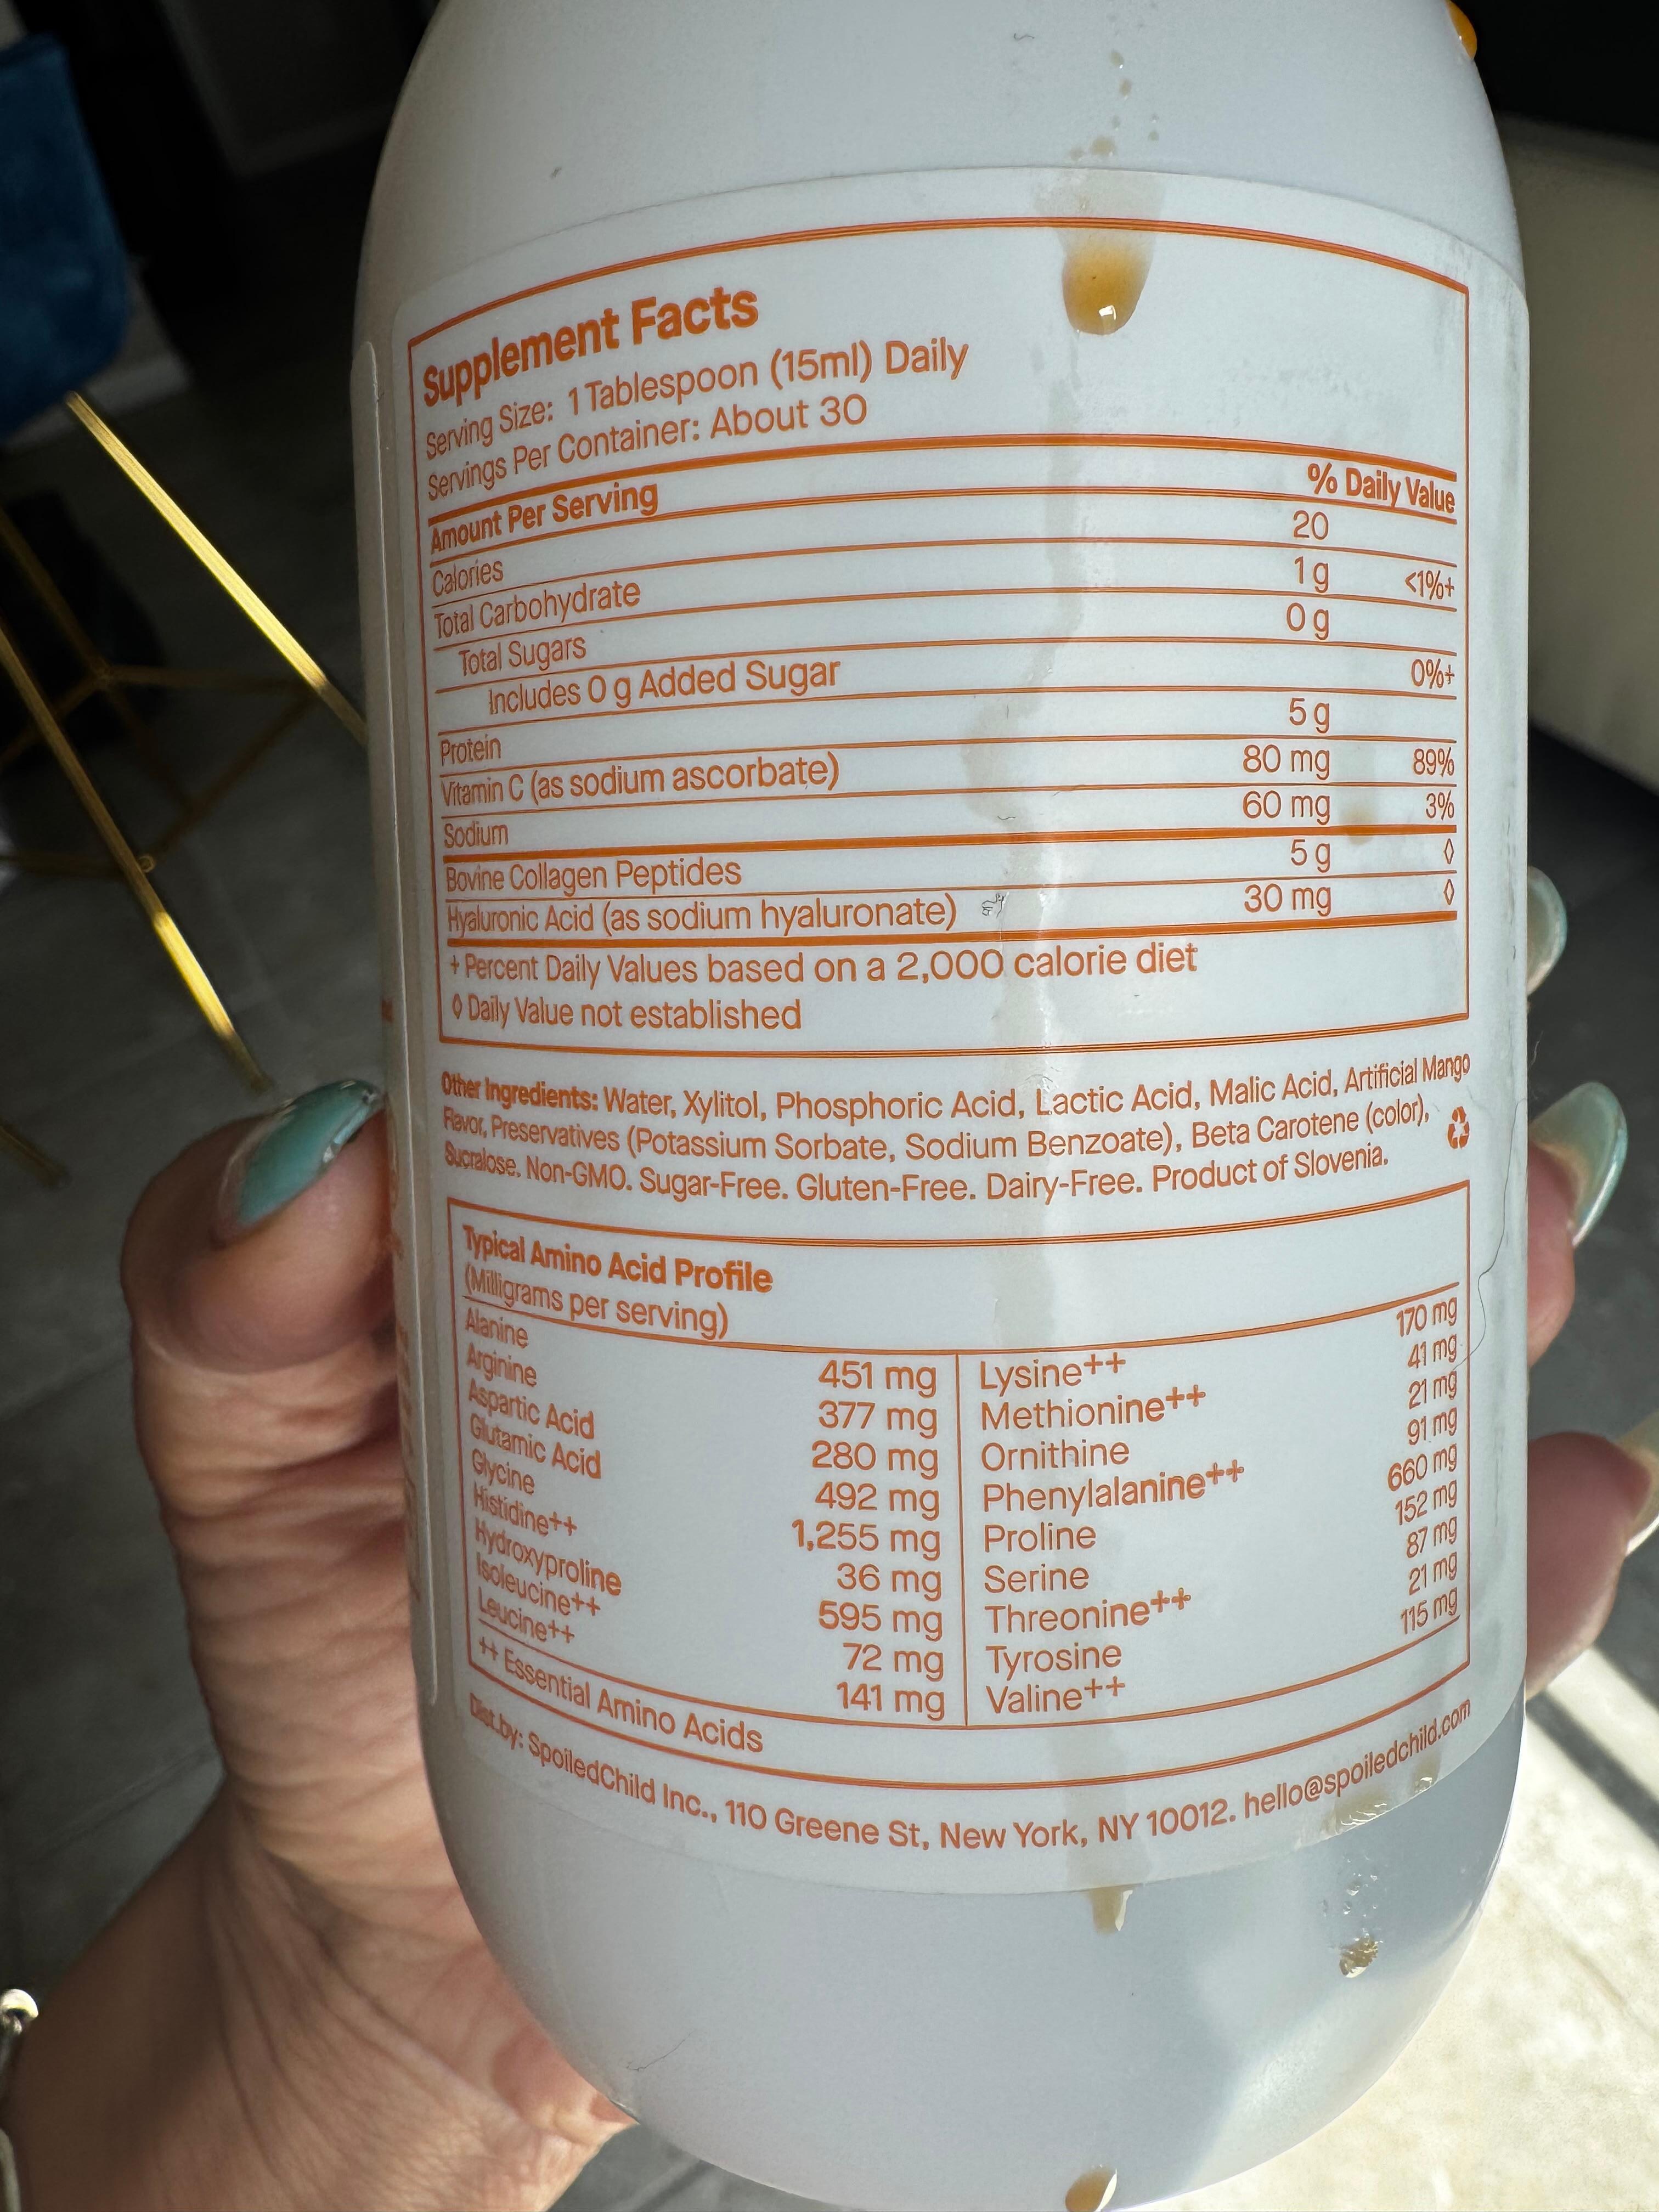 Supplement Facts
Serving Size: 1 Tablespoon (15ml) Daily
Servings Per Container: About 30
Amount Per Serving % Daily Value
Calories 20
Total Carbohydrate 1 g <1%+
Total Sugars 0 g
Includes 0 g Added Sugar 0%+
Protein 5 g
Vitamin C (as sodium ascorbate) 80 mg 89%
Sodium 60 mg 3%
Bovine Collagen Peptides 5 g ◊
Hyaluronic Acid (as sodium hyaluronate) 30 mg ◊
+ Percent Daily Values based on a 2,000 calorie diet
◊ Daily Value not established
Other Ingredients: Water, Xylitol, Phosphoric Acid, Lactic Acid, Malic Acid, Artificial Mango
Flavor, Preservatives (Potassium Sorbate, Sodium Benzoate), Beta Carotene (color),
Sucralose. Non-GMO. Sugar-Free. Gluten-Free. Dairy-Free. Product of Slovenia.
Typical Amino Acid Profile
(Milligrams per serving)
Alanine 451 mg
Arginine 377 mg
Aspartic Acid 280 mg
Glutamic Acid 492 mg
Glycine 1,255 mg
Histidine++ 36 mg
Hydroxyproline 595 mg
Isoleucine++ 72 mg
Leucine++ 141 mg
Lysine++ 170 mg
Methionine++ 41 mg
Ornithine 21 mg
Phenylalanine++ 91 mg
Proline 660 mg
Serine 152 mg
Threonine++ 87 mg
Tyrosine 21 mg
Valine++ 115 mg
++ Essential Amino Acids
Dist.by: SpoiledChild Inc., 110 Greene St, New York, NY 10012. hello@spoiledchild.com